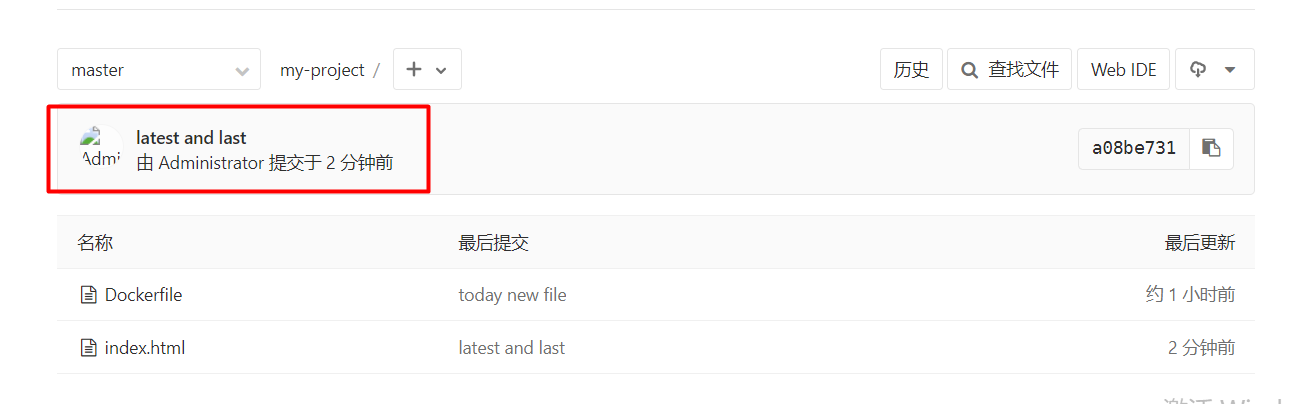 master my-project / 历史 查找文件 Web IDE
latest and last
Admi 由 Administrator 提交于 2 分钟前
a08be731
名称 最后提交 最后更新
Dockerfile today new file 约 1 小时前
index.html latest and last 2 分钟前